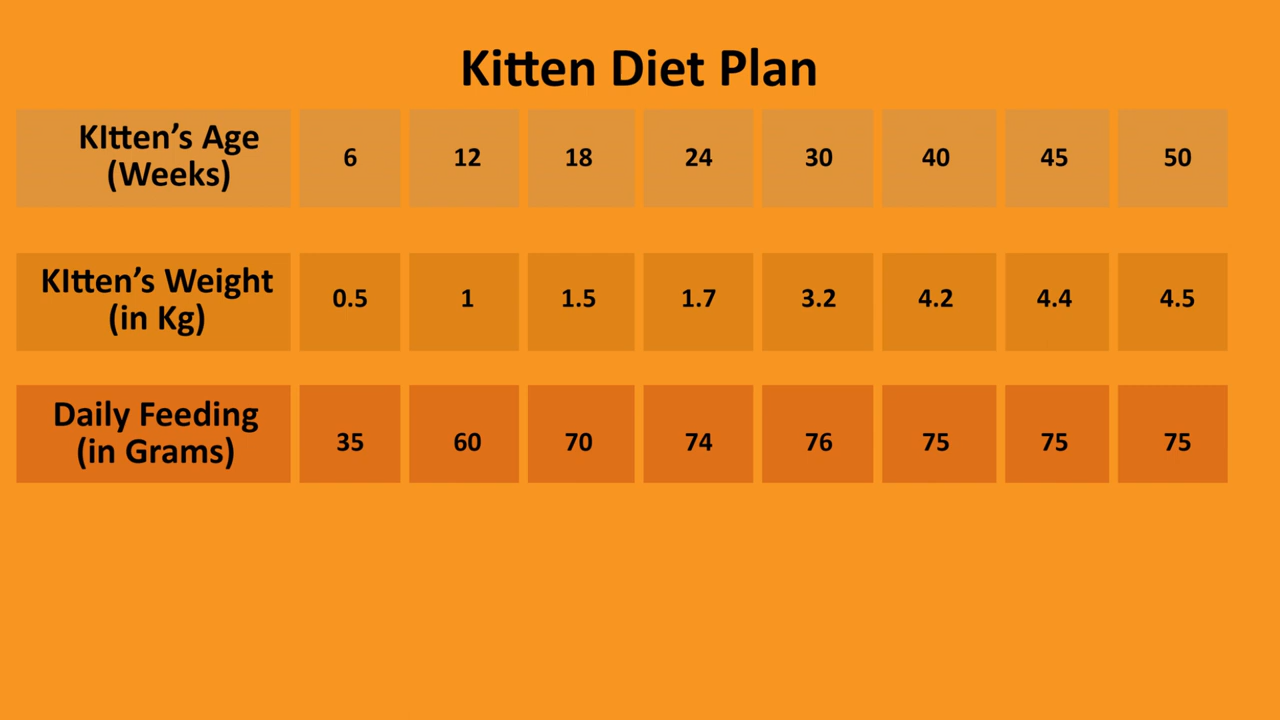 Kitten Diet Plan
KItten’s Age
(Weeks)
6 12 18 24 30 40 45 50
KItten’s Weight
(in Kg)
0.5 1 1.5 1.7 3.2 4.2 4.4 4.5
Daily Feeding
(in Grams)
35 60 70 74 76 75 75 75